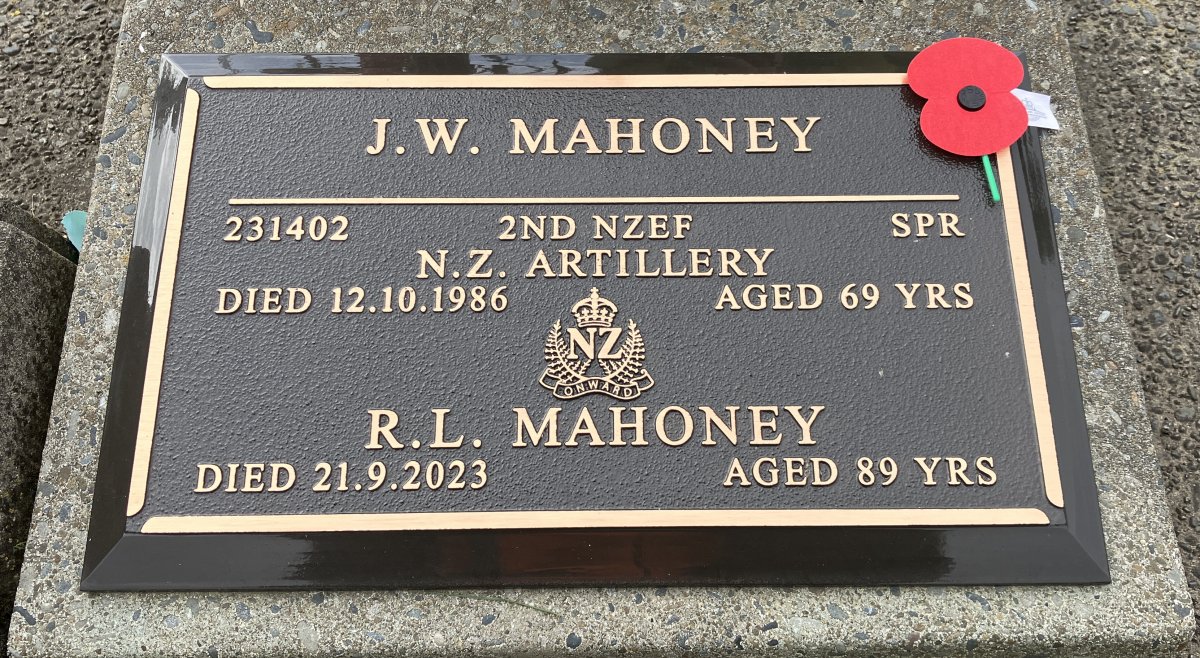 J.W. MAHONEY
231402 2ND NZEF SPR
N.Z. ARTILLERY
DIED 12.10.1986 AGED 69 YRS
NZ
ONWARD
R.L. MAHONEY
DIED 21.9.2023 AGED 89 YRS